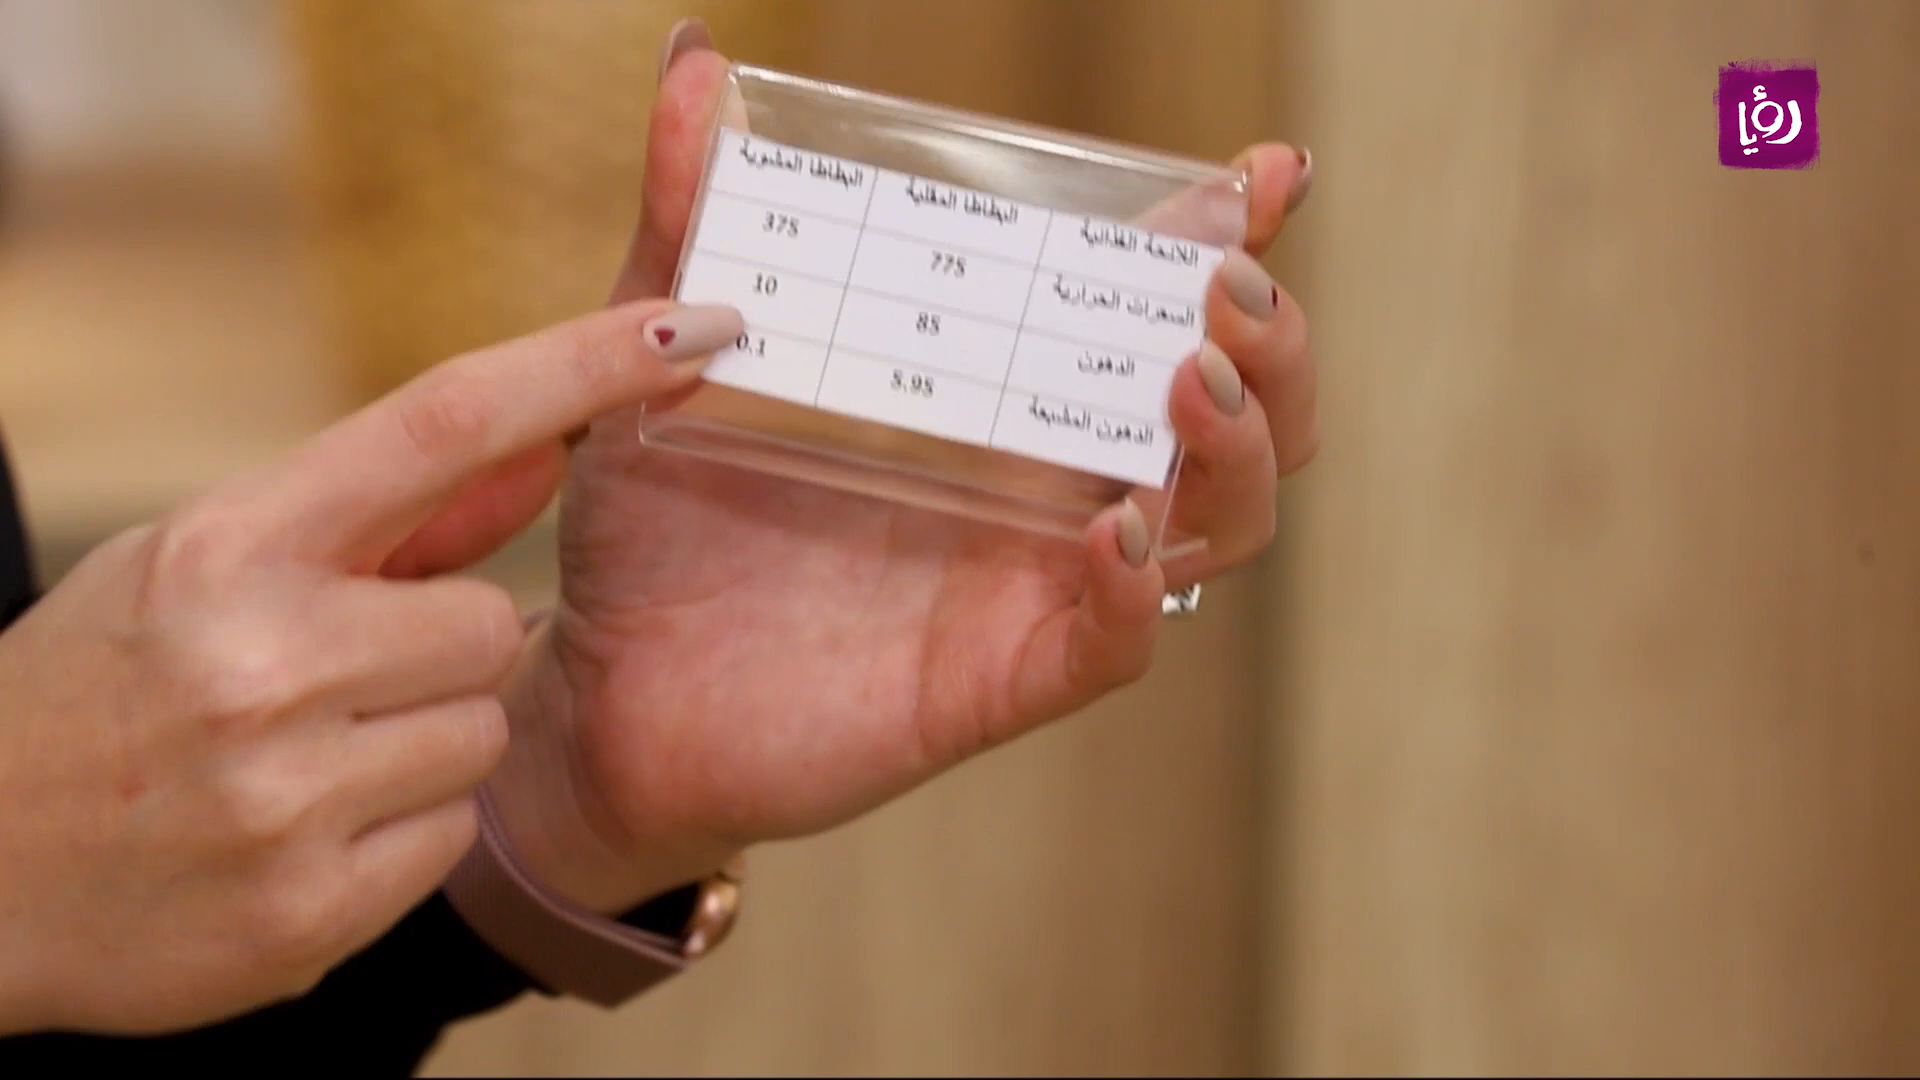 رؤيا
اللائحة الغذائية البطاطا المقلية البطاطا المشوية
السعرات الحرارية 775 375
الدهون 85 10
الدهون المشبعة 5.95 0.1